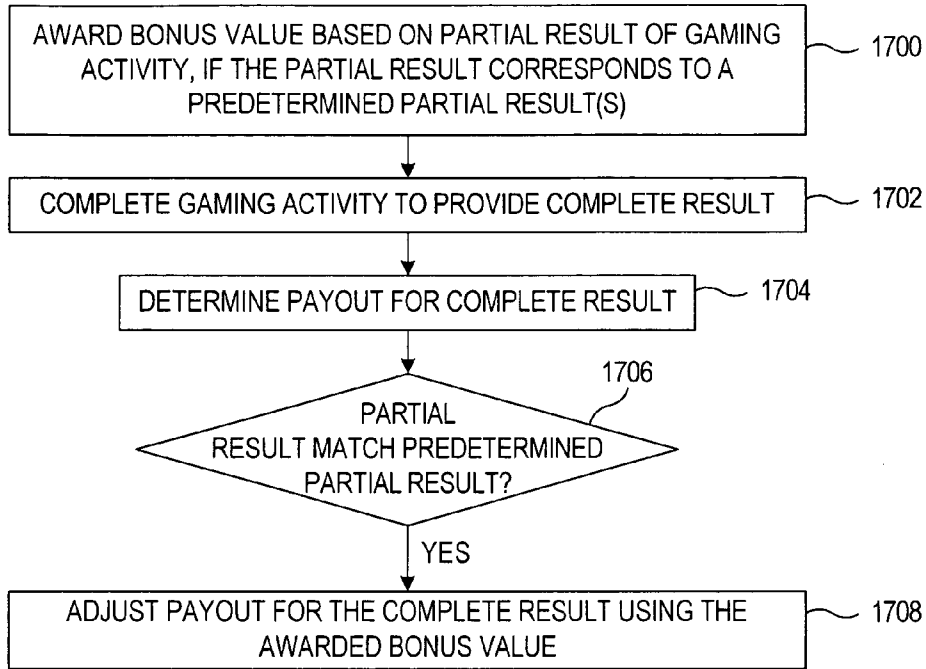 AWARD BONUS VALUE BASED ON PARTIAL RESULT OF GAMING
ACTIVITY, IF THE PARTIAL RESULT CORRESPONDS TO A
PREDETERMINED PARTIAL RESULT(S)
1700
COMPLETE GAMING ACTIVITY TO PROVIDE COMPLETE RESULT
1702
DETERMINE PAYOUT FOR COMPLETE RESULT
1704
1706
PARTIAL
RESULT MATCH PREDETERMINED
PARTIAL RESULT?
YES
ADJUST PAYOUT FOR THE COMPLETE RESULT USING THE
AWARDED BONUS VALUE
1708